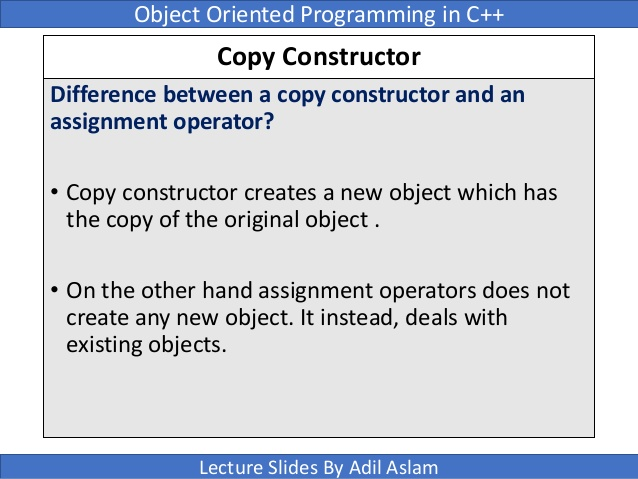 Object Oriented Programming in C++
Copy Constructor
Difference between a copy constructor and an
assignment operator?
• Copy constructor creates a new object which has
the copy of the original object .
• On the other hand assignment operators does not
create any new object. It instead, deals with
existing objects.
Lecture Slides By Adil Aslam